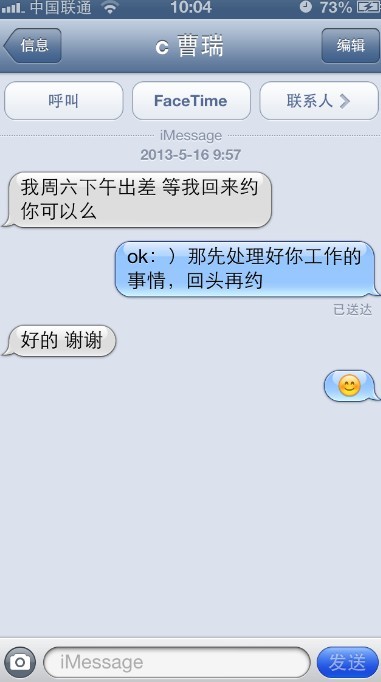 中国联通 10:04 73%
信息 c 曹瑞 编辑
呼叫 FaceTime 联系人
iMessage
2013-5-16 9:57
我周六下午出差 等我回来约
你可以么
ok：）那先处理好你工作的
事情，回头再约
已送达
好的 谢谢
😊
iMessage 发送